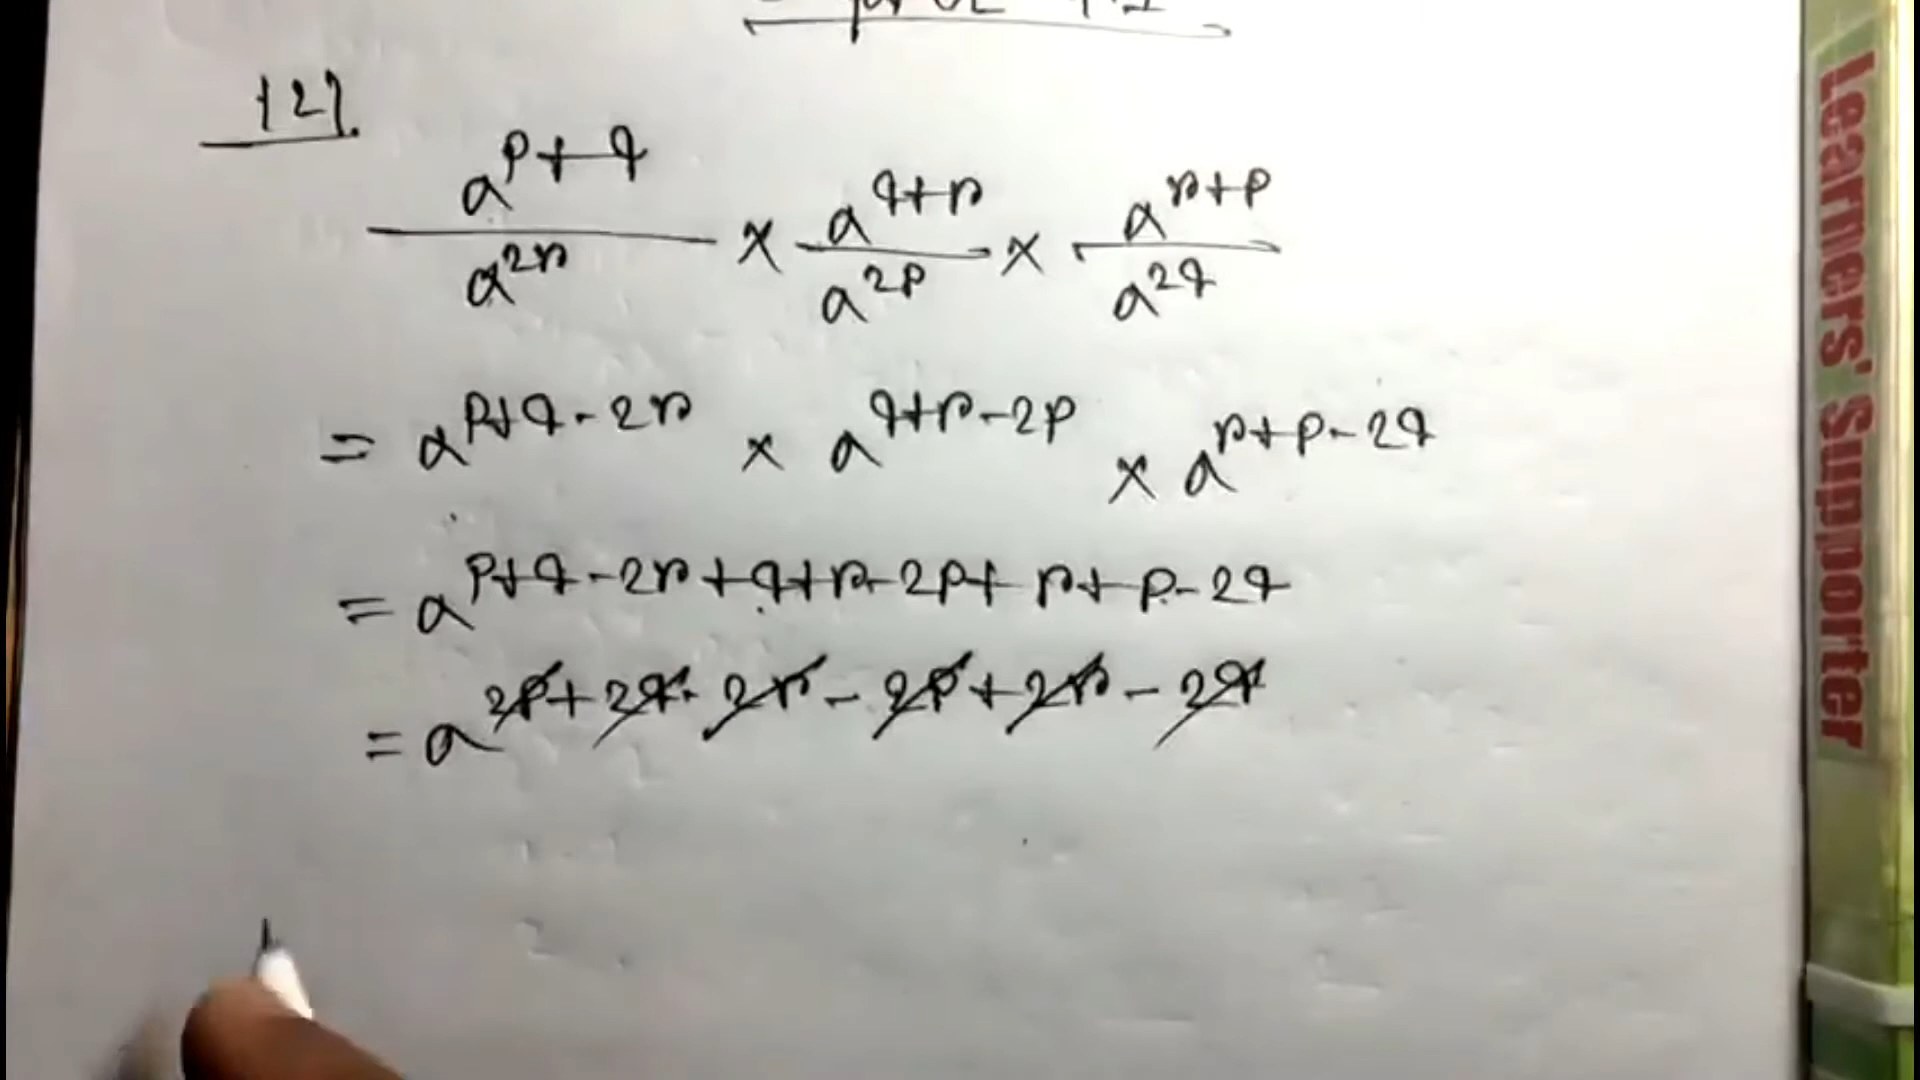 12।
a^{p+q}/a^{2r} × a^{q+r}/a^{2p} × a^{r+p}/a^{2q}
= a^{p+q-2r} × a^{q+r-2p} × a^{r+p-2q}
= a^{p+q-2r+q+r-2p+r+p-2q}
= a^{2p+2q-2r-2p+2r-2q}
Learners' Supporter